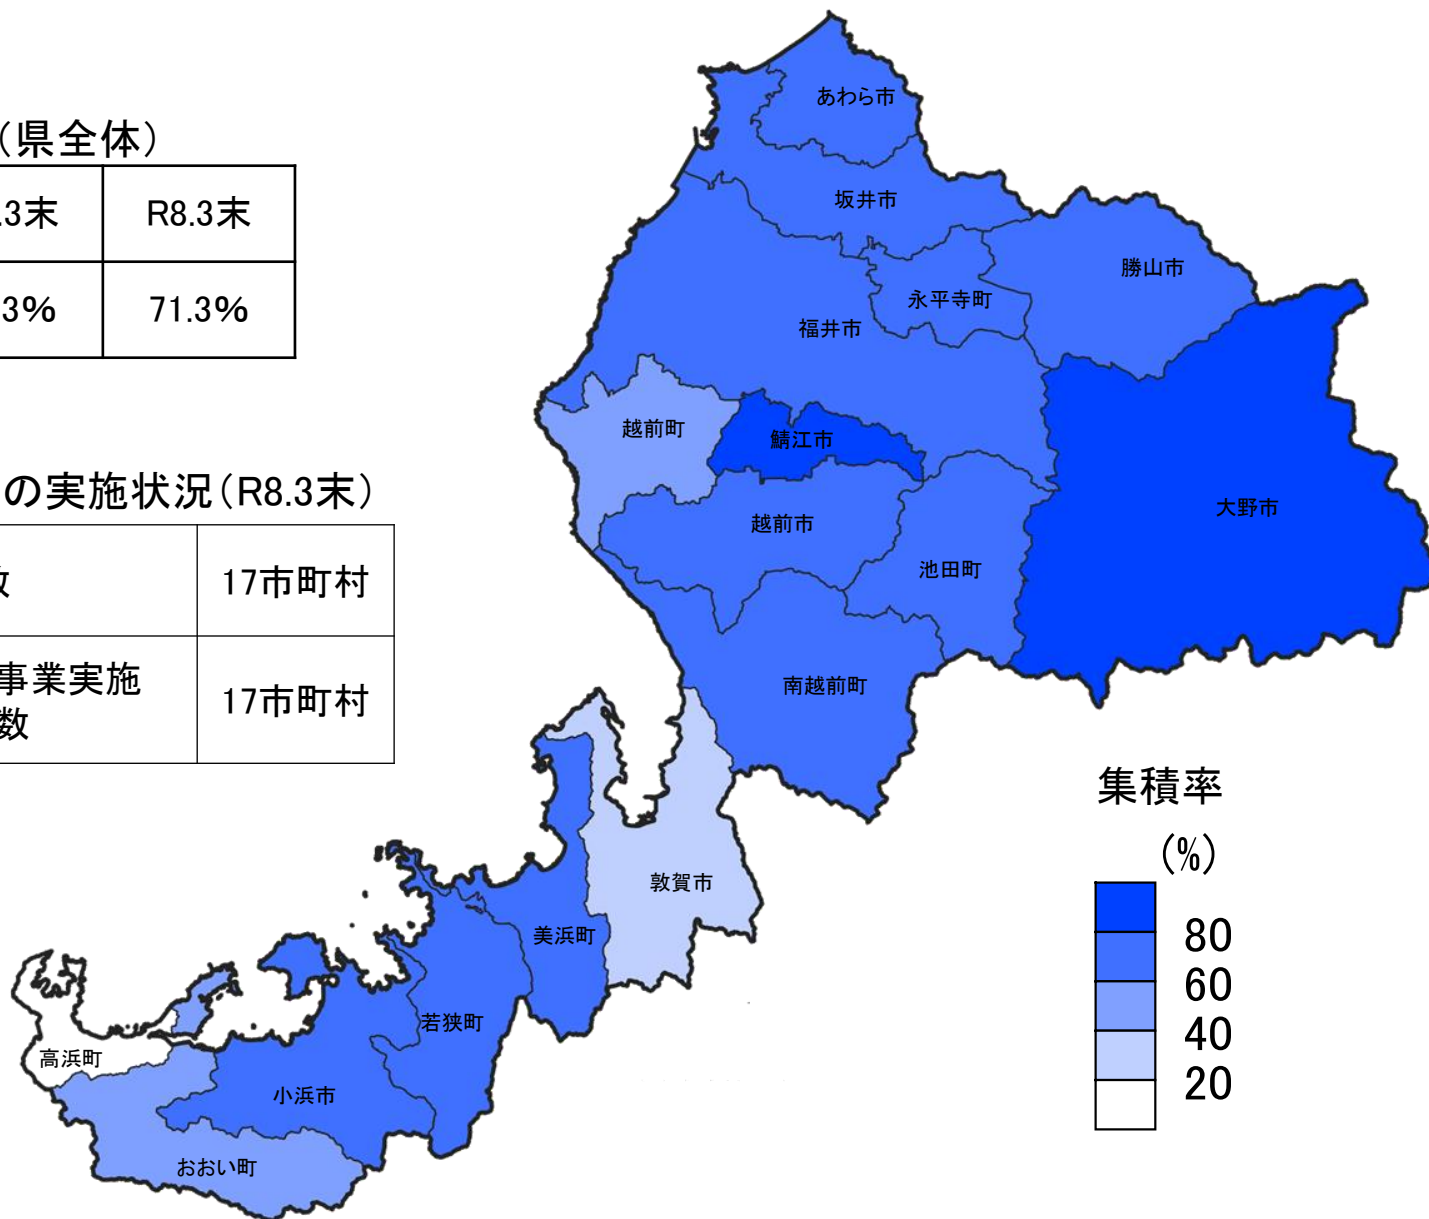 (県全体)
.3末
R8.3末
3%
71.3%
の実施状況(R8.3末)
数
17市町村
事業実施
数
17市町村
あわら市
坂井市
勝山市
永平寺町
福井市
越前町
鯖江市
大野市
越前市
池田町
南越前町
敦賀市
美浜町
若狭町
高浜町
小浜市
おおい町
集積率
(%)
80
60
40
20